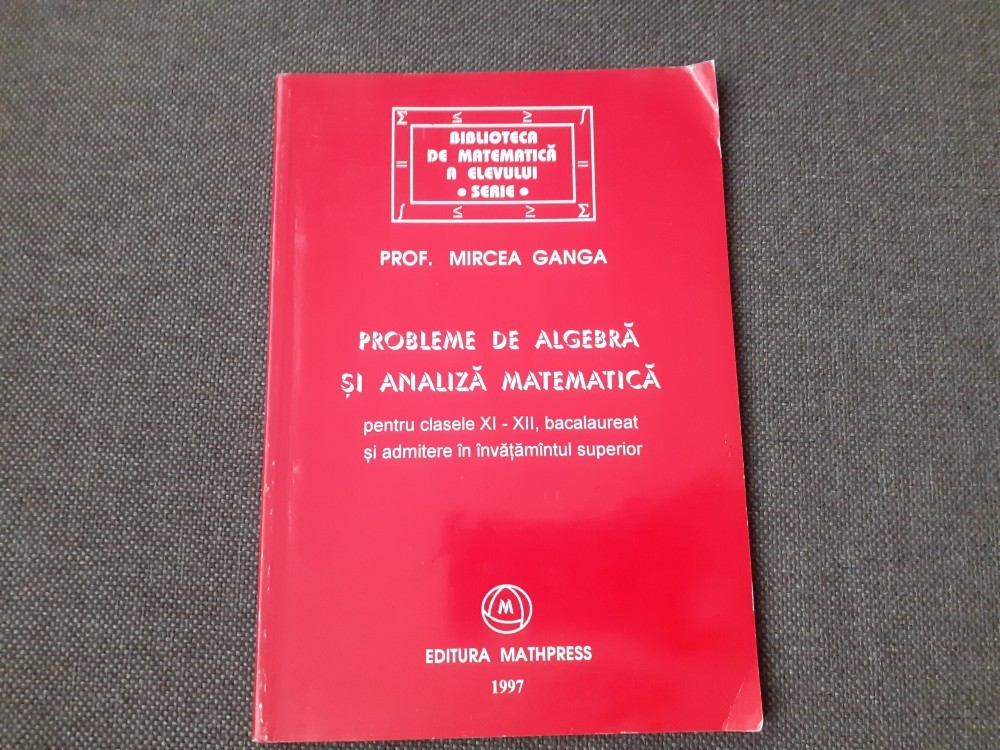 Σ ≤ ≥ ∫
BIBLIOTECA
DE MATEMATICĂ
= =
A ELEVULUI
• SERIE •
∫ ≤ ≥ Σ
PROF. MIRCEA GANGA
PROBLEME DE ALGEBRĂ
ȘI ANALIZĂ MATEMATICĂ
pentru clasele XI - XII, bacalaureat
și admitere în învățămîntul superior
M
EDITURA MATHPRESS
1997